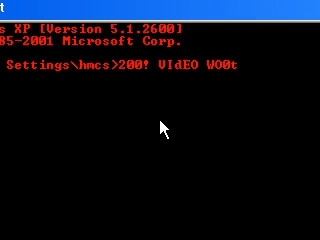 t
s XP [Version 5.1.2600]
85-2001 Microsoft Corp.
Settings\hmcs>200! VIdEO WO0t